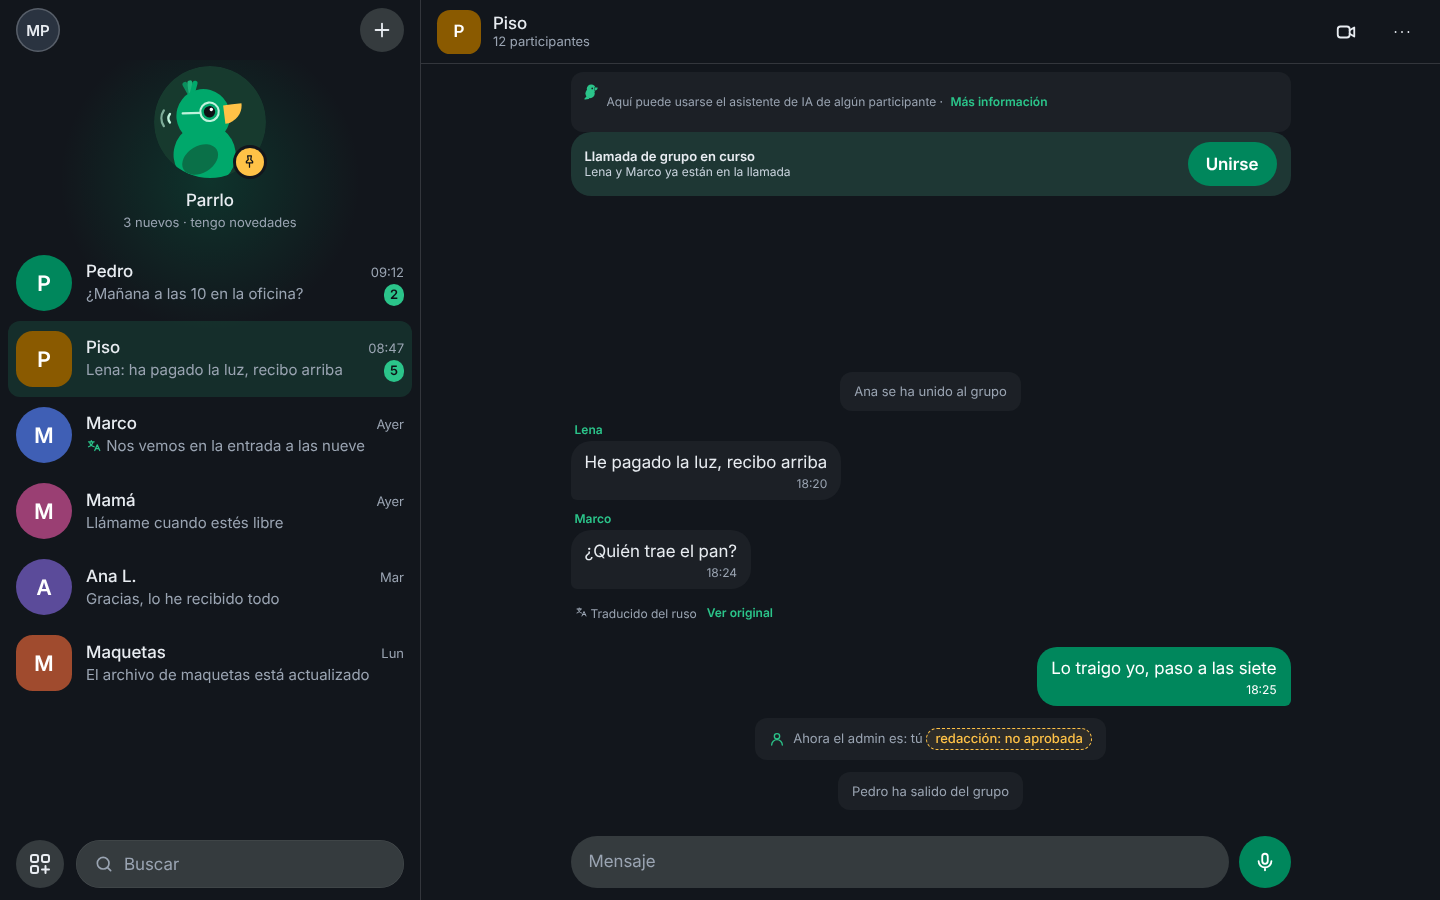 MP
Parrlo
3 nuevos · tengo novedades
P
Pedro
09:12
¿Mañana a las 10 en la oficina?
2
P
Piso
08:47
Lena: ha pagado la luz, recibo arriba
5
M
Marco
Ayer
Nos vemos en la entrada a las nueve
M
Mamá
Ayer
Llámame cuando estés libre
A
Ana L.
Mar
Gracias, lo he recibido todo
M
Maquetas
Lun
El archivo de maquetas está actualizado
Buscar
P
Piso
12 participantes
Aquí puede usarse el asistente de IA de algún participante · Más información
Llamada de grupo en curso
Lena y Marco ya están en la llamada
Unirse
Ana se ha unido al grupo
Lena
He pagado la luz, recibo arriba
18:20
Marco
¿Quién trae el pan?
18:24
Traducido del ruso Ver original
Lo traigo yo, paso a las siete
18:25
Ahora el admin es: tú redacción: no aprobada
Pedro ha salido del grupo
Mensaje